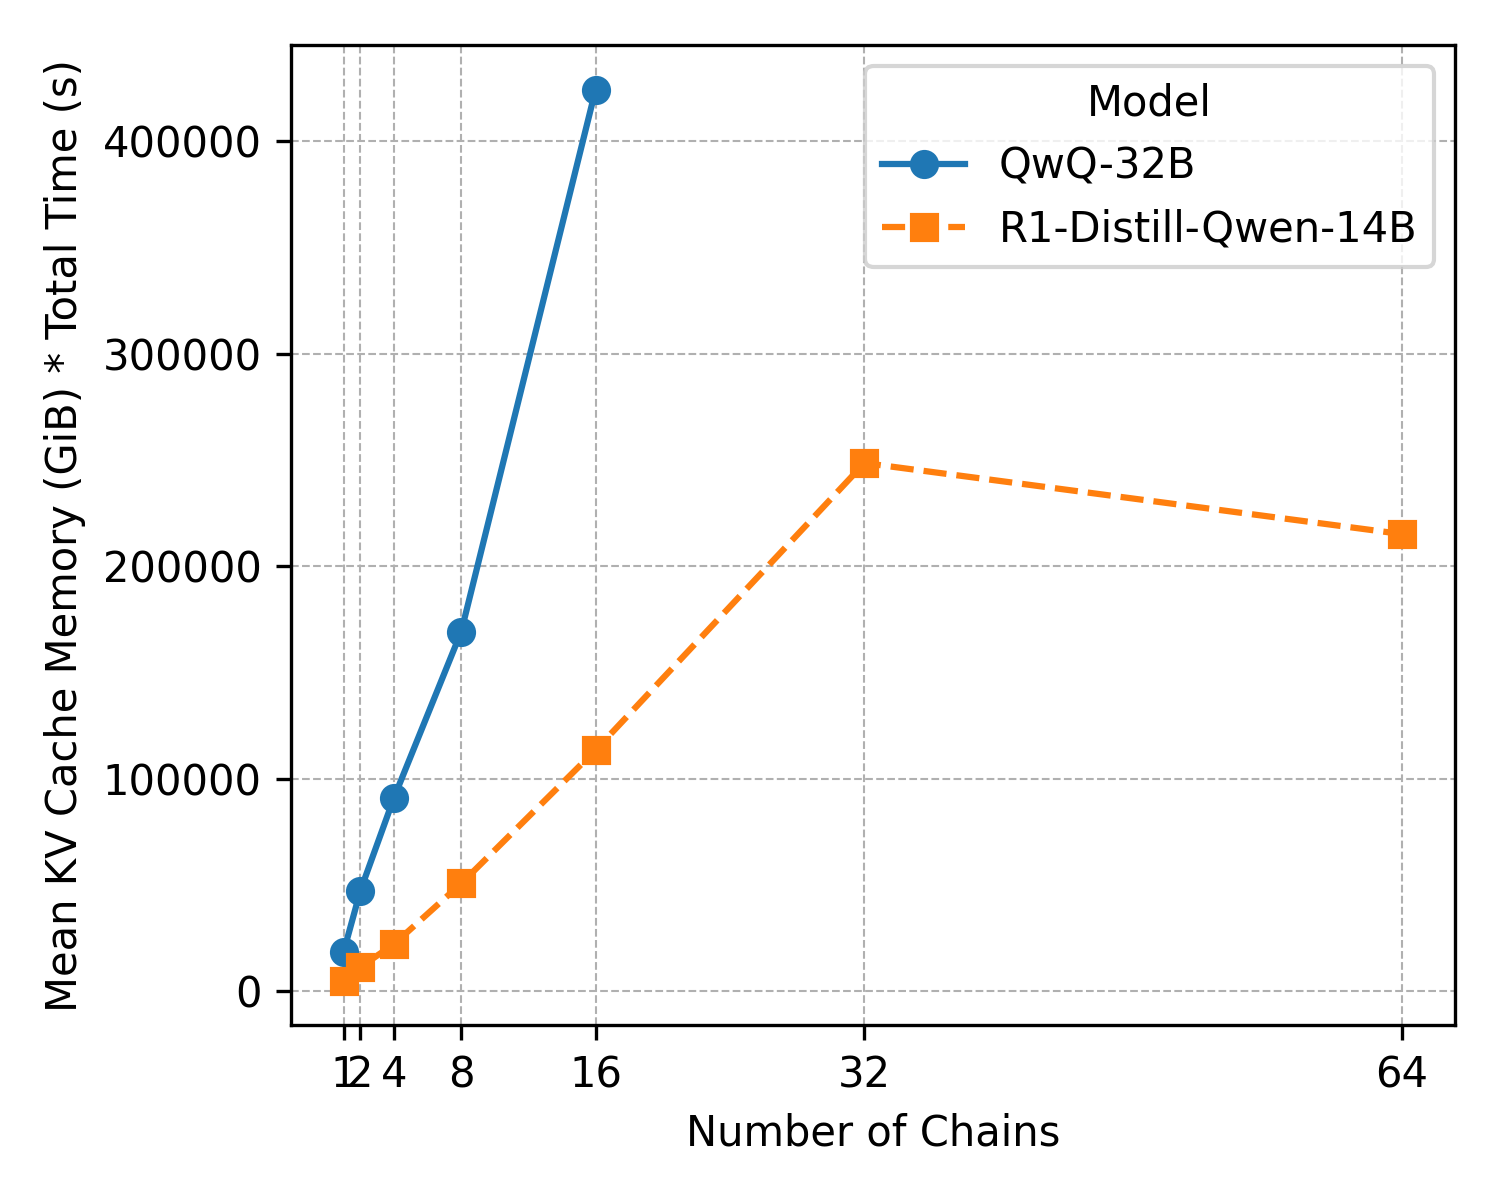 Mean KV Cache Memory (GiB) * Total Time (s)
400000
300000
200000
100000
0
Model
QwQ-32B
R1-Distill-Qwen-14B
1 2 4 8 16 32 64
Number of Chains